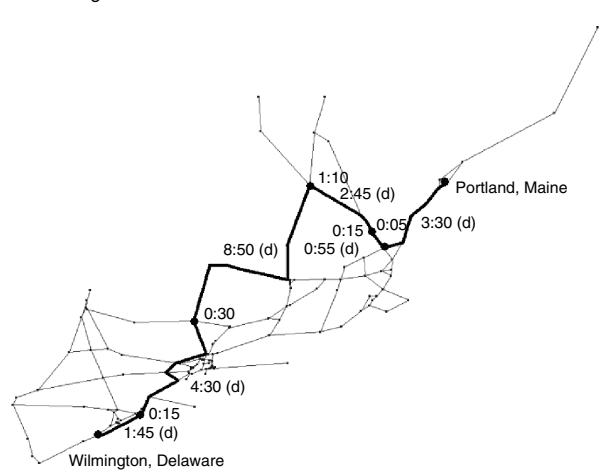 1:10
2:45 (d)
Portland, Maine
0:15
0:05
3:30 (d)
8:50 (d)
0:55 (d)
0:30
4:30 (d)
0:15
1:45 (d)
Wilmington, Delaware